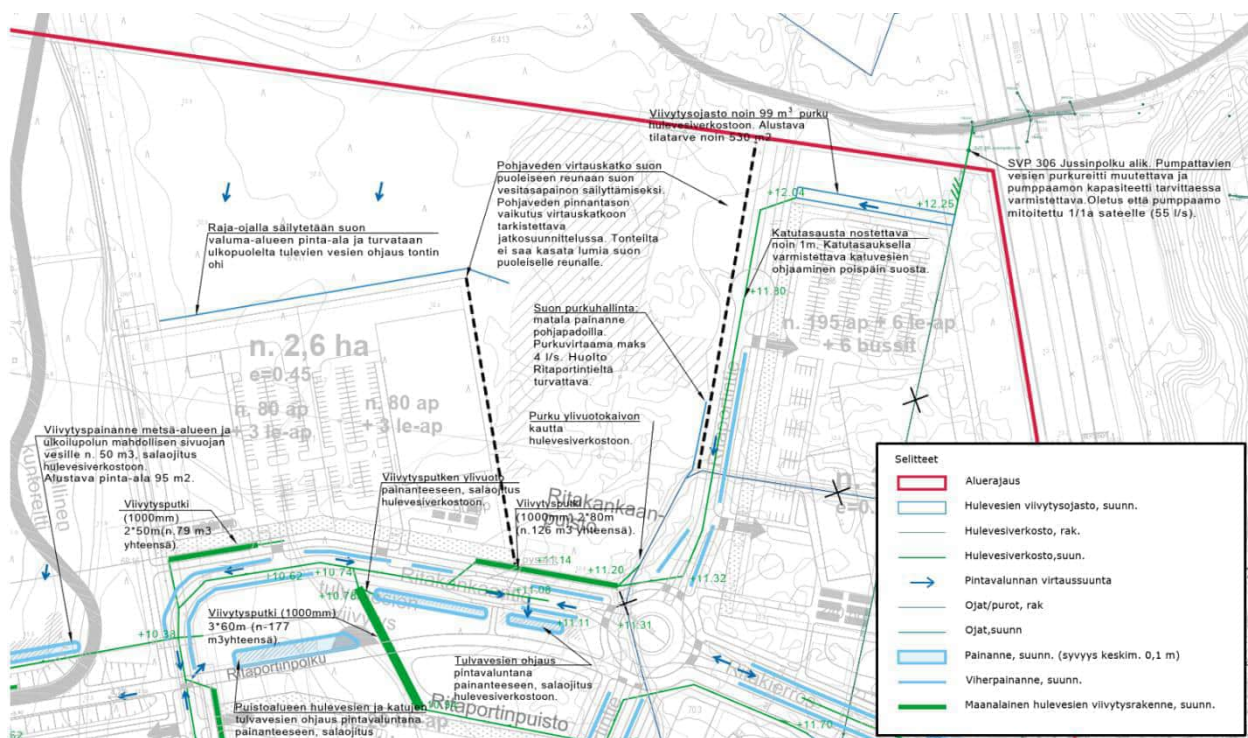 Viivytysojasto noin 99 m³ purku
hulevesiverkostoon. Alustava
tilatarve noin 530 m2
Pohjaveden virtauskatko suon
puoleiseen reunaan suon
vesitasapainon säilyttämiseksi.
Pohjaveden pinnantason
vaikutus virtauskatkoon
tarkistettava
jatkosuunnittelussa. Tonteilta
ei saa kasata lumia suon
puoleiselle reunalle.
SVP 306 Jussinpolku alik. Pumpattavien
vesien purkureitti muutettava ja
pumppaamon kapasiteetti tarvittaessa
varmistettava.Oletus että pumppaamo
mitoitettu 1/1a sateelle (55 l/s).
+12.04
+12.25
Raja-ojalla säilytetään suon
valuma-alueen pinta-ala ja turvataan
ulkopuolelta tulevien vesien ohjaus tontin
ohi
Katutasausta nostettava
noin 1m. Katutasauksella
varmistettava katuvesien
ohjaaminen poispäin suosta.
+11.80
Suon purkuhallinta;
matala painanne
pohjapadoilla.
Purkuvirtaama maks
4 l/s. Huolto
Ritaportintieltä
turvattava.
n. 195 ap + 6 le-ap
+ 6 bussit
n. 2,6 ha
e=0.45
n. 80 ap
+ 3 le-ap
n. 80 ap
+ 3 le-ap
Purku ylivuotokaivon
kautta
hulevesiverkostoon.
Viivytyspainanne metsä-alueen ja
ulkoilupolun mahdollisen sivuojan
vesille n. 50 m3, salaojitus
hulevesiverkostoon.
Alustava pinta-ala 95 m2.
Viivytysputken ylivuoto
painanteeseen, salaojitus
hulevesiverkostoon.
Viivytysputki
(1000mm) 2*80m
(n.126 m3 yhteensä)
Viivytysputki
(1000mm)
2*50m(n.79 m3
yhteensä)
+10.62
+10.74
+10.78
+11.14
+11.20
+11.32
+11.08
+11.11
+11.31
+10.33
Viivytysputki (1000mm)
3*60m (n-177
m3yhteensä)
Ritaportinpolku
Tulvavesien ohjaus
pintavaluntana
painanteeseen, salaojitus
hulevesiverkostoon.
Ritaportinpuisto
Puistoalueen hulevesien ja katujen
tulvavesien ohjaus pintavaluntana
painanteeseen, salaojitus
+11.70
Selitteet
Aluerajaus
Hulevesien viivytysojasto, suunn.
Hulevesiverkosto, rak.
Hulevesiverkosto,suun.
Pintavalunnan virtaussuunta
Ojat/purot, rak
Ojat,suunn
Painanne, suunn. (syvyys keskim. 0,1 m)
Viherpainanne, suunn.
Maanalainen hulevesien viivytysrakenne, suunn.